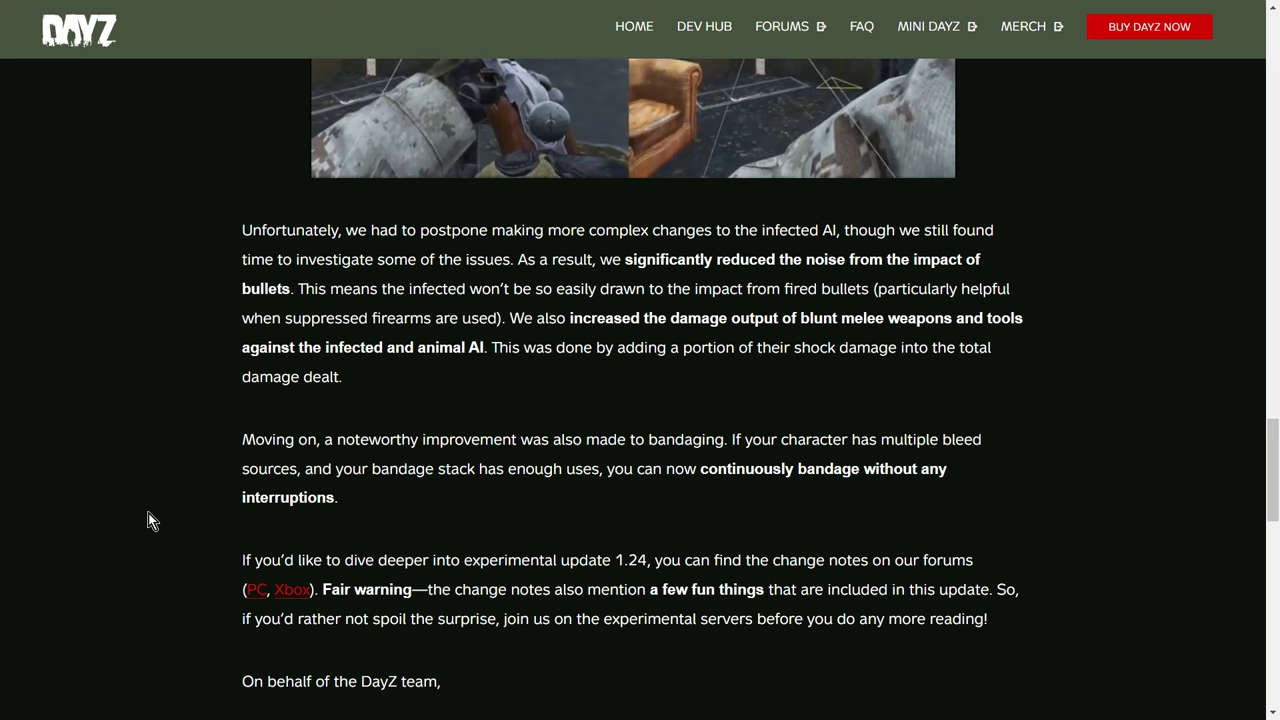 DAYZ
HOME DEV HUB FORUMS FAQ MINI DAYZ MERCH BUY DAYZ NOW
Unfortunately, we had to postpone making more complex changes to the infected AI, though we still found
time to investigate some of the issues. As a result, we significantly reduced the noise from the impact of
bullets. This means the infected won’t be so easily drawn to the impact from fired bullets (particularly helpful
when suppressed firearms are used). We also increased the damage output of blunt melee weapons and tools
against the infected and animal AI. This was done by adding a portion of their shock damage into the total
damage dealt.
Moving on, a noteworthy improvement was also made to bandaging. If your character has multiple bleed
sources, and your bandage stack has enough uses, you can now continuously bandage without any
interruptions.
If you’d like to dive deeper into experimental update 1.24, you can find the change notes on our forums
(PC, Xbox). Fair warning—the change notes also mention a few fun things that are included in this update. So,
if you’d rather not spoil the surprise, join us on the experimental servers before you do any more reading!
On behalf of the DayZ team,